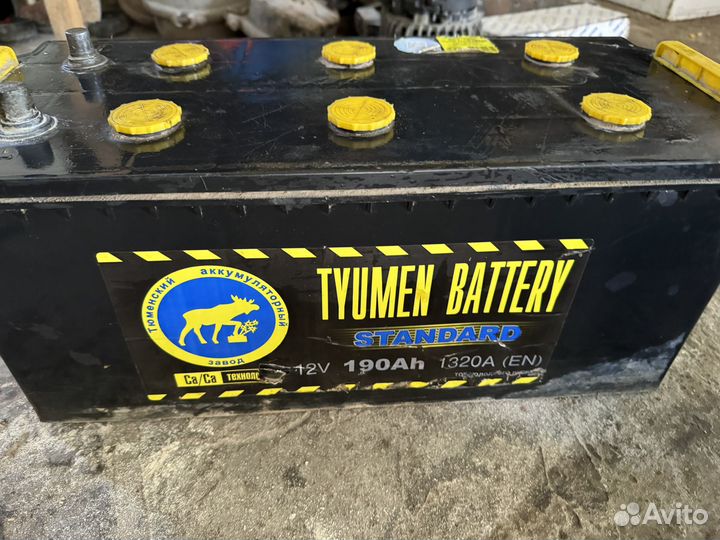 Тюменский аккумуляторный завод
TYUMEN BATTERY
STANDARD
Ca/Ca
12V 190Ah 1320A (EN)
Avito